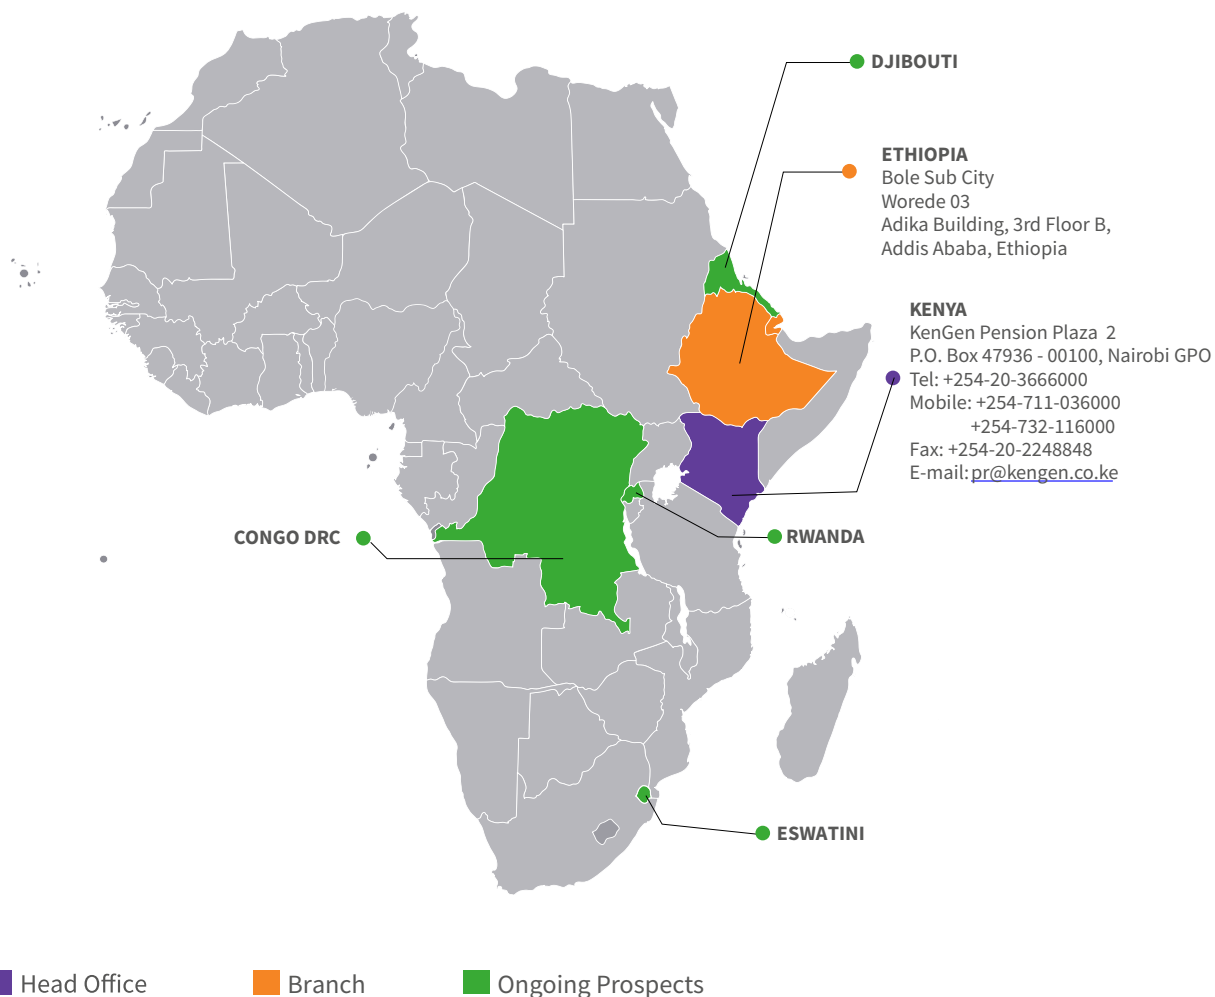 DJIBOUTI
ETHIOPIA
Bole Sub City
Worede 03
Adika Building, 3rd Floor B,
Addis Ababa, Ethiopia
KENYA
KenGen Pension Plaza 2
P.O. Box 47936 - 00100, Nairobi GPO
Tel: +254-20-3666000
Mobile: +254-711-036000
+254-732-116000
Fax: +254-20-2248848
E-mail: pr@kengen.co.ke
CONGO DRC
RWANDA
ESWATINI
Head Office
Branch
Ongoing Prospects